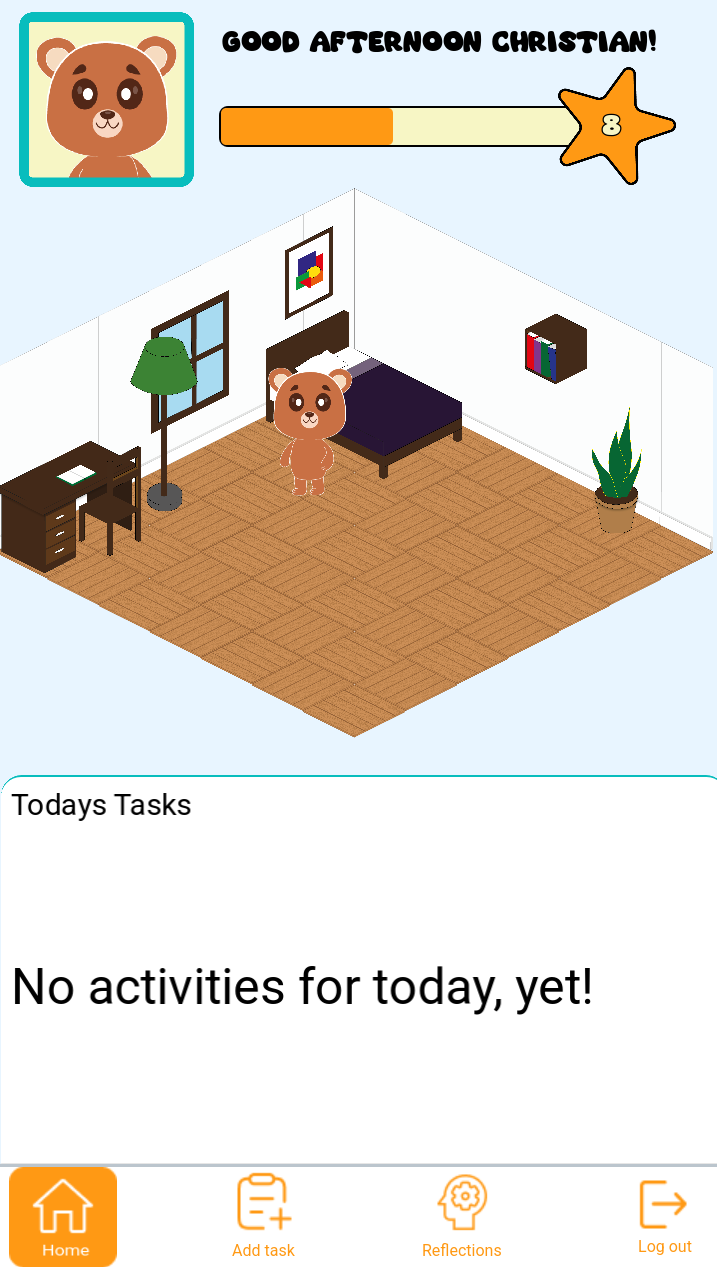 GOOD AFTERNOON CHRISTIAN!
8
Todays Tasks
No activities for today, yet!
Home
Add task
Reflections
Log out